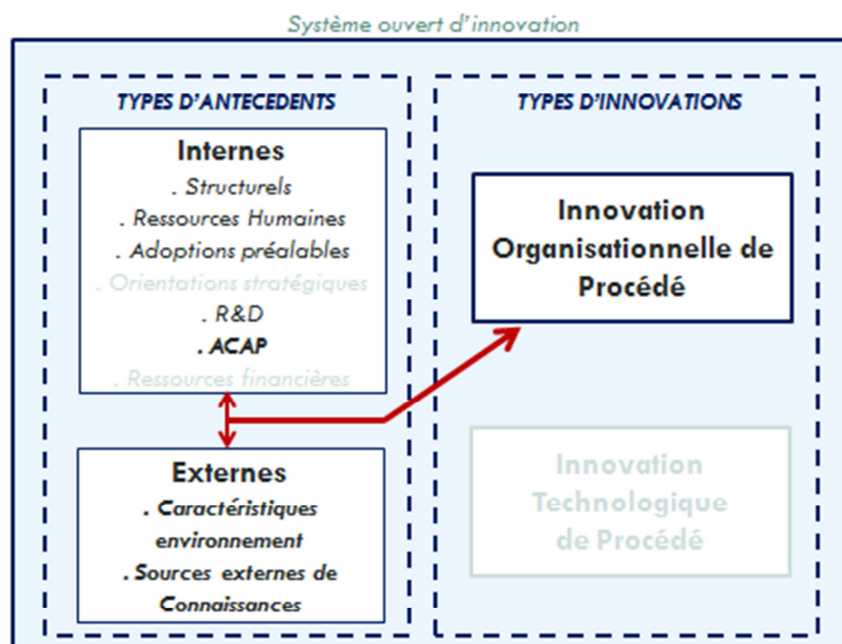 Système ouvert d'innovation
TYPES D'ANTECEDENTS
Internes
. Structurels
. Ressources Humaines
. Adoptions préalables
. Orientations stratégiques
. R&D
. ACAP
. Ressources financières
Externes
. Caractéristiques
environnement
. Sources externes de
Connaissances
TYPES D'INNOVATIONS
Innovation
Organisationnelle de
Procédé
Innovation
Technologique
de Procédé